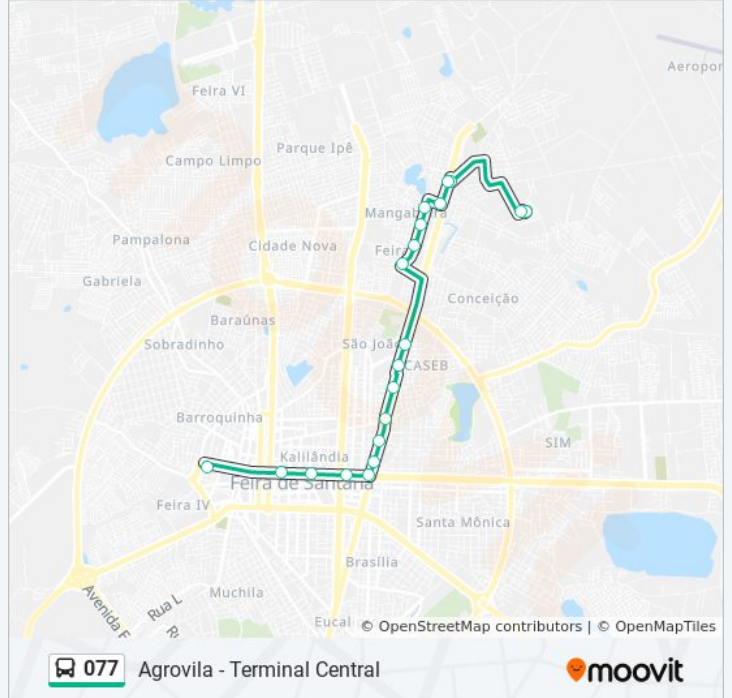 Aeropor
Feira VI
Parque Ipê
Campo Limpo
Mangabeira
Pampalona
Cidade Nova
Feira
Gabriela
Conceição
Baraúnas
Sobradinho
São João
CASEB
Barroquinha
SIM
Kalilândia
Feira de Santana
Feira IV
Santa Mônica
Brasília
Muchila
Avenida
Rua L
Eucal
© OpenStreetMap contributors | © OpenMapTiles
077 Agrovila - Terminal Central
moovit